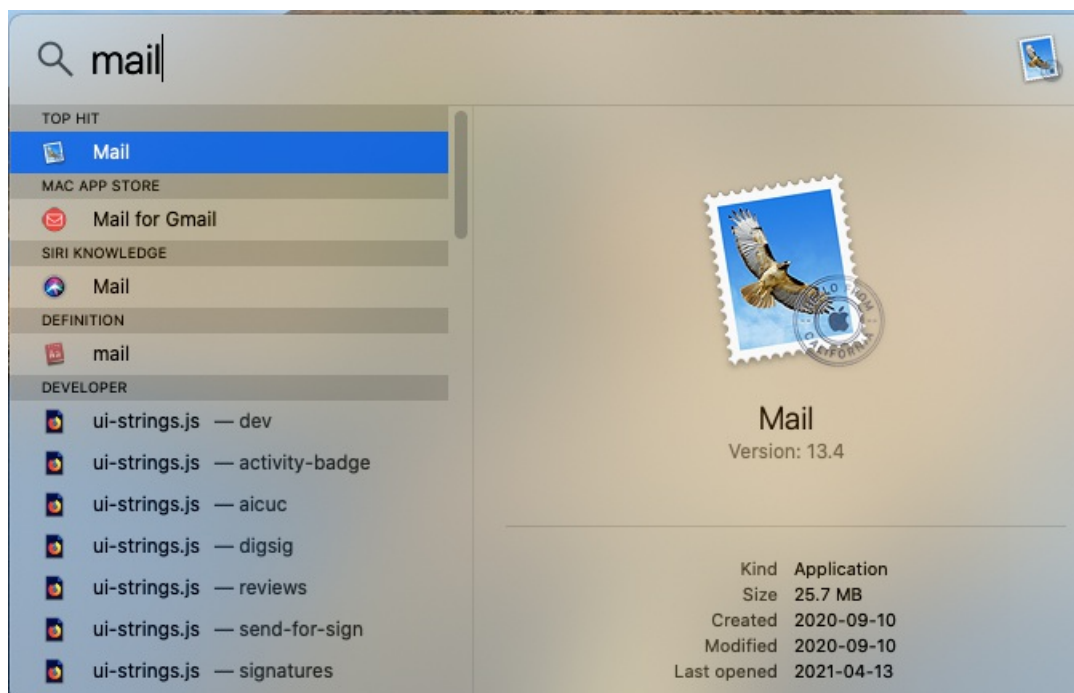 mail
TOP HIT
Mail
MAC APP STORE
Mail for Gmail
SIRI KNOWLEDGE
Mail
DEFINITION
mail
DEVELOPER
ui-strings.js — dev
ui-strings.js — activity-badge
ui-strings.js — aicuc
ui-strings.js — digsig
ui-strings.js — reviews
ui-strings.js — send-for-sign
ui-strings.js — signatures
HELLO FROM
CALIFORNIA
Mail
Version: 13.4
Kind Application
Size 25.7 MB
Created 2020-09-10
Modified 2020-09-10
Last opened 2021-04-13